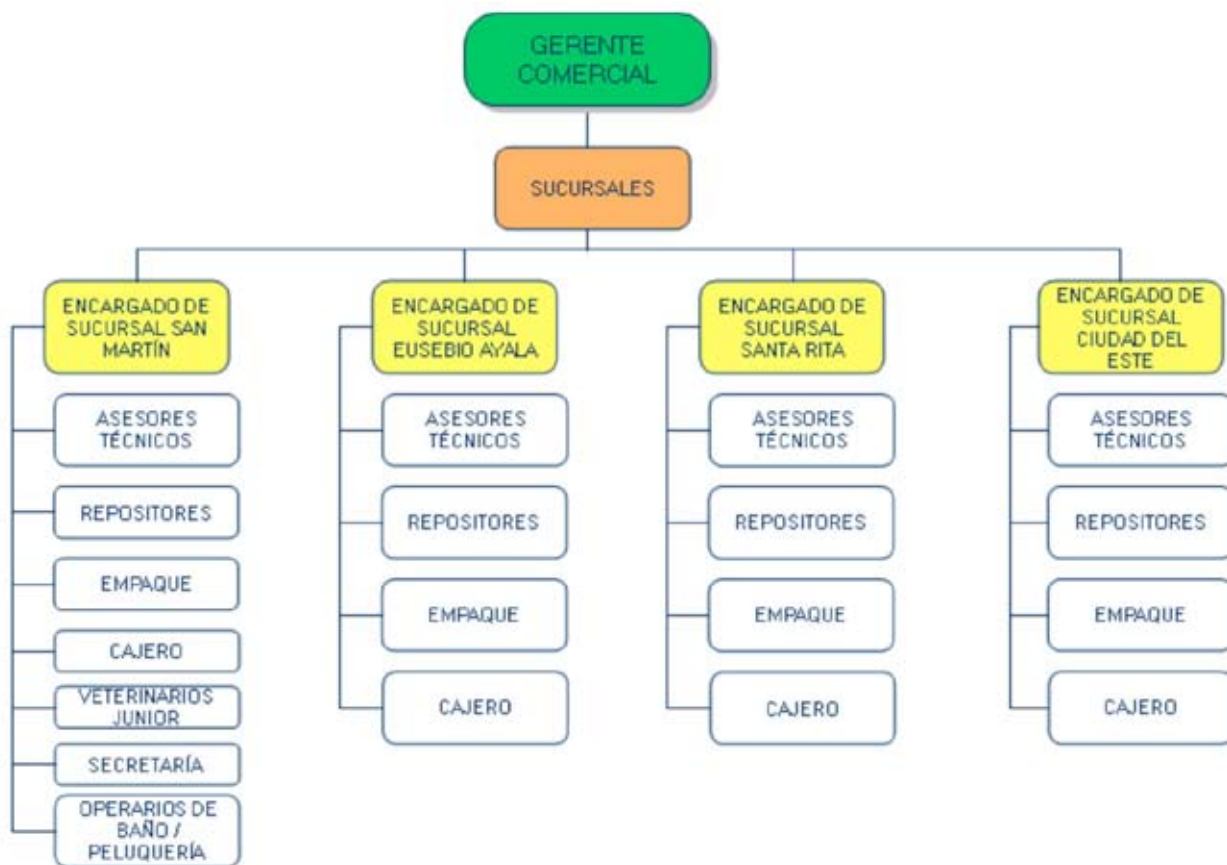 GERENTE
COMERCIAL
SUCURSALES
ENCARGADO DE
SUCURSAL SAN
MARTÍN
ASESORES
TÉCNICOS
REPOSITORES
EMPAQUE
CAJERO
VETERINARIOS
JUNIOR
SECRETARÍA
OPERARIOS DE
BAÑO /
PELUQUERÍA
ENCARGADO DE
SUCURSAL
EUSEBIO AYALA
ASESORES
TÉCNICOS
REPOSITORES
EMPAQUE
CAJERO
ENCARGADO DE
SUCURSAL
SANTA RITA
ASESORES
TÉCNICOS
REPOSITORES
EMPAQUE
CAJERO
ENCARGADO DE
SUCURSAL
CIUDAD DEL
ESTE
ASESORES
TÉCNICOS
REPOSITORES
EMPAQUE
CAJERO